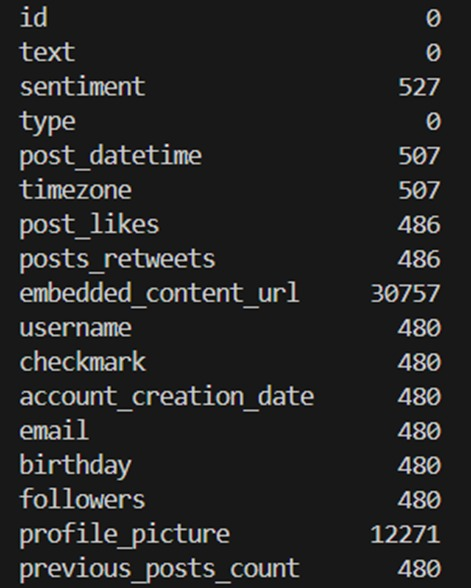 id 0
text 0
sentiment 527
type 0
post_datetime 507
timezone 507
post_likes 486
posts_retweets 486
embedded_content_url 30757
username 480
checkmark 480
account_creation_date 480
email 480
birthday 480
followers 480
profile_picture 12271
previous_posts_count 480